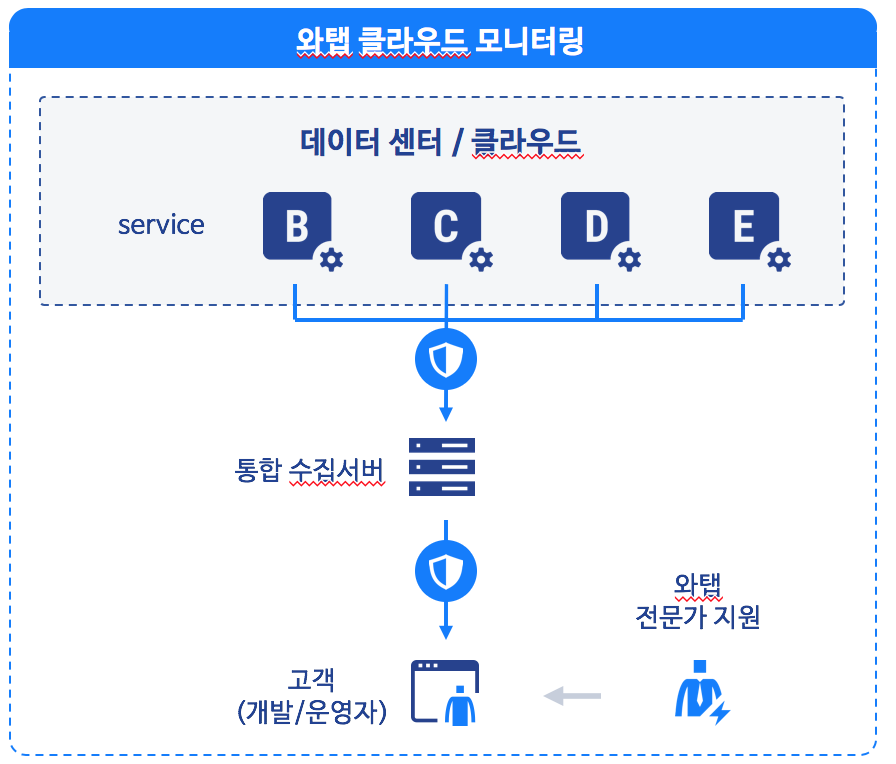 와탭 클라우드 모니터링
데이터 센터 / 클라우드
service B C D E
통합 수집서버
와탭
전문가 지원
고객
(개발/운영자)